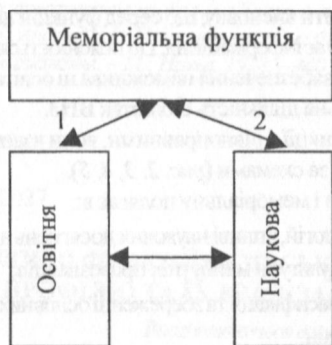 Меморіальна функція
1
2
Освітня
Наукова